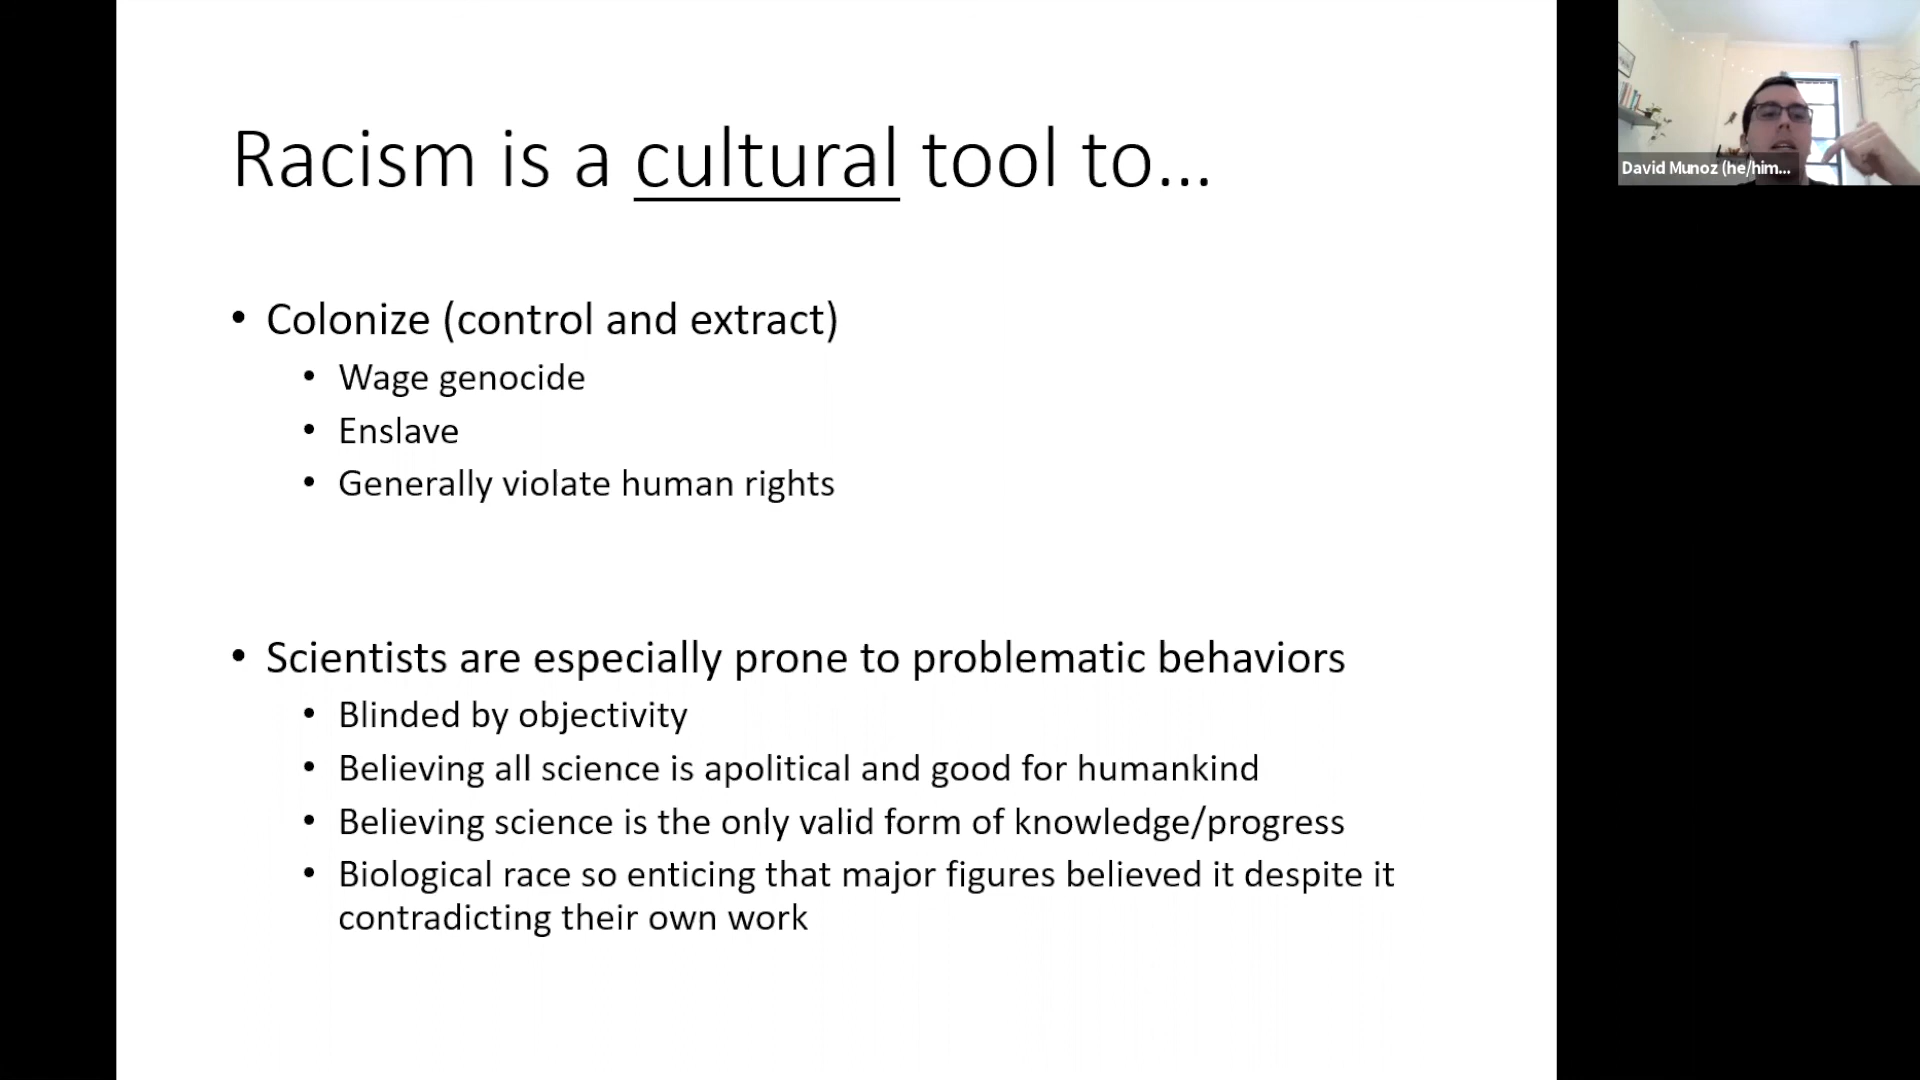 Racism is a cultural tool to...
• Colonize (control and extract)
• Wage genocide
• Enslave
• Generally violate human rights
• Scientists are especially prone to problematic behaviors
• Blinded by objectivity
• Believing all science is apolitical and good for humankind
• Believing science is the only valid form of knowledge/progress
• Biological race so enticing that major figures believed it despite it
contradicting their own work
David Munoz (he/him...